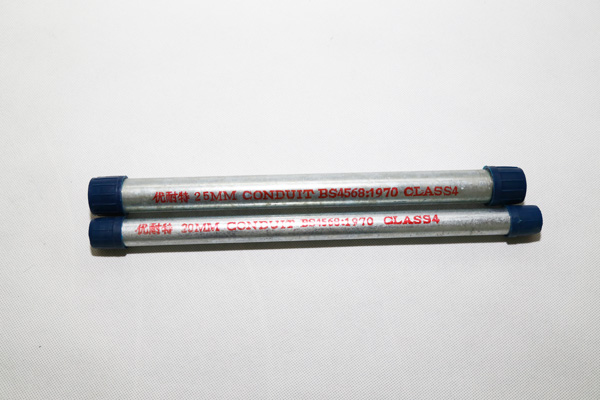 优耐特 25MM CONDUIT BS4568:1970 CLASS4
优耐特 20MM CONDUIT BS4568:1970 CLASS4